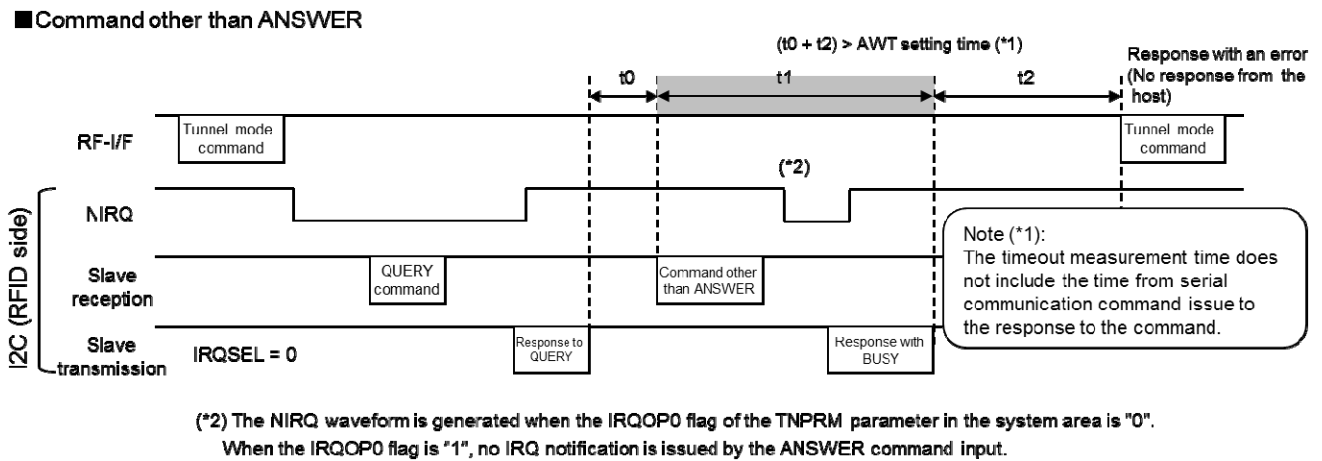 ■Command other than ANSWER
(t0 + t2) > AWT setting time (*1)
Response with an error
(No response from the
host)
t0
t1
t2
RF-I/F
Tunnel mode
command
Tunnel mode
command
(*2)
NIRQ
I2C (RFID side)
Slave
reception
QUERY
command
Command other
than ANSWER
Note (*1):
The timeout measurement time does
not include the time from serial
communication command issue to
the response to the command.
Slave
transmission
IRQSEL = 0
Response to
QUERY
Response with
BUSY
(*2) The NIRQ waveform is generated when the IRQOP0 flag of the TNPRM parameter in the system area is "0".
When the IRQOP0 flag is "1", no IRQ notification is issued by the ANSWER command input.